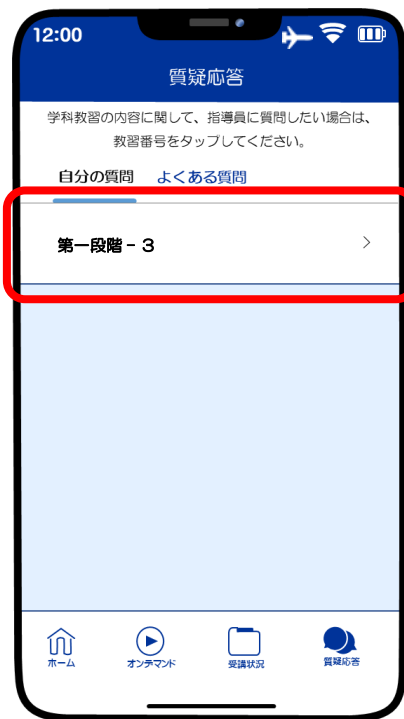 12:00
質疑応答
学科教習の内容に関して、指導員に質問したい場合は、
教習番号をタップしてください。
自分の質問 よくある質問
第一段階－３
ホーム オンデマンド 受講状況 質疑応答